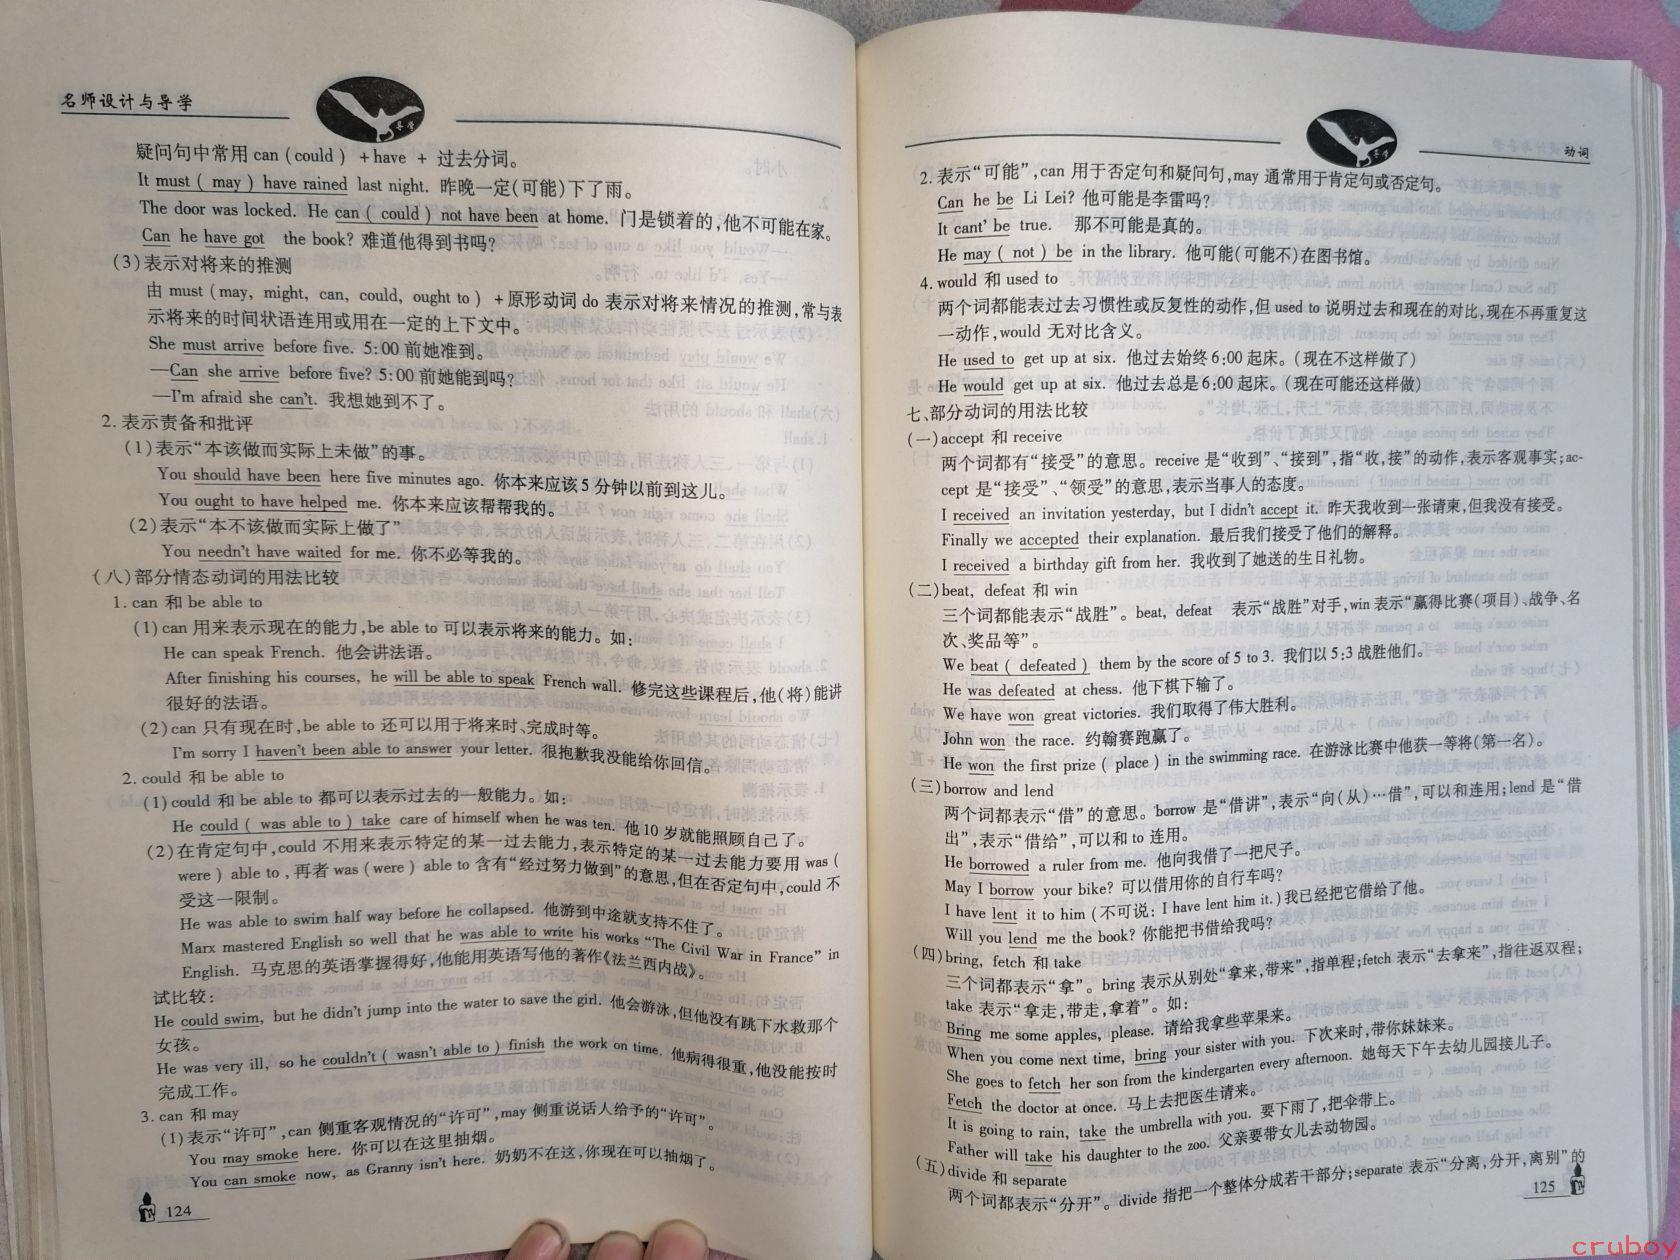 名师设计与导学
导学
疑问句中常用 can (could) + have + 过去分词。
It must ( may ) have rained last night. 昨晚一定(可能)下了雨。
The door was locked. He can ( could ) not have been at home. 门是锁着的,他不可能在家。
Can he have got the book? 难道他得到书吗?
(3)表示对将来的推测
由 must (may, might, can, could, ought to ) +原形动词 do 表示对将来情况的推测,常与表
示将来的时间状语连用或用在一定的上下文中。
She must arrive before five. 5:00 前她准到。
—Can she arrive before five? 5:00 前她能到吗?
—I'm afraid she can't. 我想她到不了。
2. 表示责备和批评
(1)表示“本该做而实际上未做”的事。
You should have been here five minutes ago. 你本来应该5分钟以前到这儿。
You ought to have helped me. 你本来应该帮帮我的。
(2)表示“本不该做而实际上做了”
You needn't have waited for me. 你不必等我的。
(八)部分情态动词的用法比较
1. can 和 be able to
(1) can 用来表示现在的能力,be able to 可以表示将来的能力。如:
He can speak French. 他会讲法语。
After finishing his courses, he will be able to speak French wall. 修完这些课程后,他(将)能讲
很好的法语。
(2) can 只有现在时,be able to 还可以用于将来时、完成时等。
I'm sorry I haven't been able to answer your letter. 很抱歉我没能给你回信。
2. could 和 be able to
(1) could 和 be able to 都可以表示过去的一般能力。如:
He could ( was able to ) take care of himself when he was ten. 他10岁就能照顾自己了。
(2)在肯定句中,could 不用来表示特定的某一过去能力,表示特定的某一过去能力要用 was (
were ) able to ,再者 was (were ) able to 含有“经过努力做到”的意思,但在否定句中,could 不
受这一限制。
He was able to swim half way before he collapsed. 他游到中途就支持不住了。
Marx mastered English so well that he was able to write his works “The Civil War in France” in
English. 马克思的英语掌握得好,他能用英语写他的著作《法兰西内战》。
试比较:
He could swim, but he didn't jump into the water to save the girl. 他会游泳,但他没有跳下水救那个
女孩。
He was very ill, so he couldn't ( wasn't able to ) finish the work on time. 他病得很重,他没能按时
完成工作。
3. can 和 may
(1)表示“许可”,can 侧重客观情况的“许可”,may 侧重说话人给予的“许可”。
You may smoke here. 你可以在这里抽烟。
You can smoke now, as Granny isn't here. 奶奶不在这,你现在可以抽烟了。
124
导学
动词
2. 表示“可能”,can 用于否定句和疑问句,may 通常用于肯定句或否定句。
Can he be Li Lei? 他可能是李雷吗?
It cant' be true. 那不可能是真的。
He may ( not ) be in the library. 他可能(可能不)在图书馆。
4. would 和 used to
两个词都能表过去习惯性或反复性的动作,但 used to 说明过去和现在的对比,现在不再重复这
一动作,would 无对比含义。
He used to get up at six. 他过去始终6:00起床。(现在不这样做了)
He would get up at six. 他过去总是6:00起床。(现在可能还这样做)
七、部分动词的用法比较
(一) accept 和 receive
两个词都有“接受”的意思。receive 是“收到”、“接到”,指“收,接”的动作,表示客观事实;ac-
cept 是“接受”、“领受”的意思,表示当事人的态度。
I received an invitation yesterday, but I didn't accept it. 昨天我收到一张请柬,但我没有接受。
Finally we accepted their explanation. 最后我们接受了他们的解释。
I received a birthday gift from her. 我收到了她送的生日礼物。
(二) beat, defeat 和 win
三个词都能表示“战胜”。beat, defeat 表示“战胜”对手,win 表示“赢得比赛(项目)、战争、名
次、奖品等”。
We beat ( defeated ) them by the score of 5 to 3. 我们以5:3战胜他们。
He was defeated at chess. 他下棋下输了。
We have won great victories. 我们取得了伟大胜利。
John won the race. 约翰赛跑赢了。
He won the first prize ( place ) in the swimming race. 在游泳比赛中他获一等将(第一名)。
(三) borrow and lend
两个词都表示“借”的意思。borrow 是“借讲”,表示“向(从)…借”,可以和连用;lend 是“借
出”,表示“借给”,可以和 to 连用。
He borrowed a ruler from me. 他向我借了一把尺子。
May I borrow your bike? 可以借用你的自行车吗?
I have lent it to him (不可说: I have lent him it.)我已经把它借给了他。
Will you lend me the book? 你能把书借给我吗?
(四) bring, fetch 和 take
三个词都表示“拿”。bring 表示从别处“拿来,带来”,指单程;fetch 表示“去拿来”,指往返双程;
take 表示“拿走,带走,拿着”。如:
Bring me some apples, please. 请给我拿些苹果来。
When you come next time, bring your sister with you. 下次来时,带你妹妹来。
She goes to fetch her son from the kindergarten every afternoon. 她每天下午去幼儿园接儿子。
Fetch the doctor at once. 马上去把医生请来。
It is going to rain, take the umbrella with you. 要下雨了,把伞带上。
Father will take his daughter to the zoo. 父亲要带女儿去动物园。
(五) divide 和 separate
两个词都表示“分开”。divide 指把一个整体分成若干部分;separate 表示“分离,分开,离别”的
125
cruboy